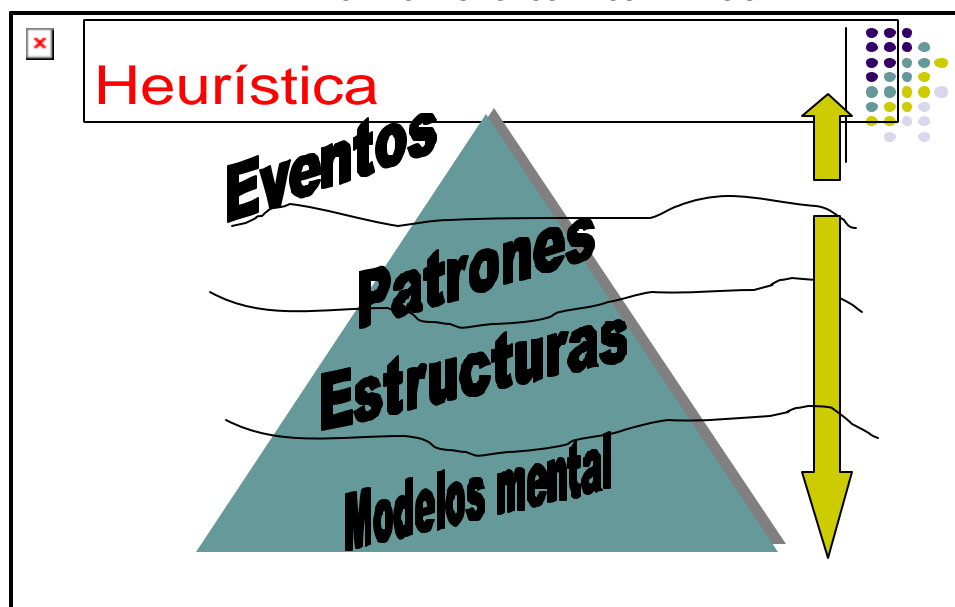 Heurística
Eventos
Patrones
Estructuras
Modelos mental